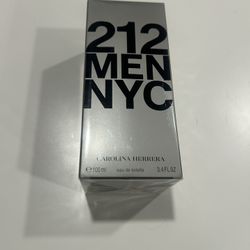 212
MEN
NYC
CAROLINA HERRERA
℮ 100 ml eau de toilette 3.4 FL.OZ